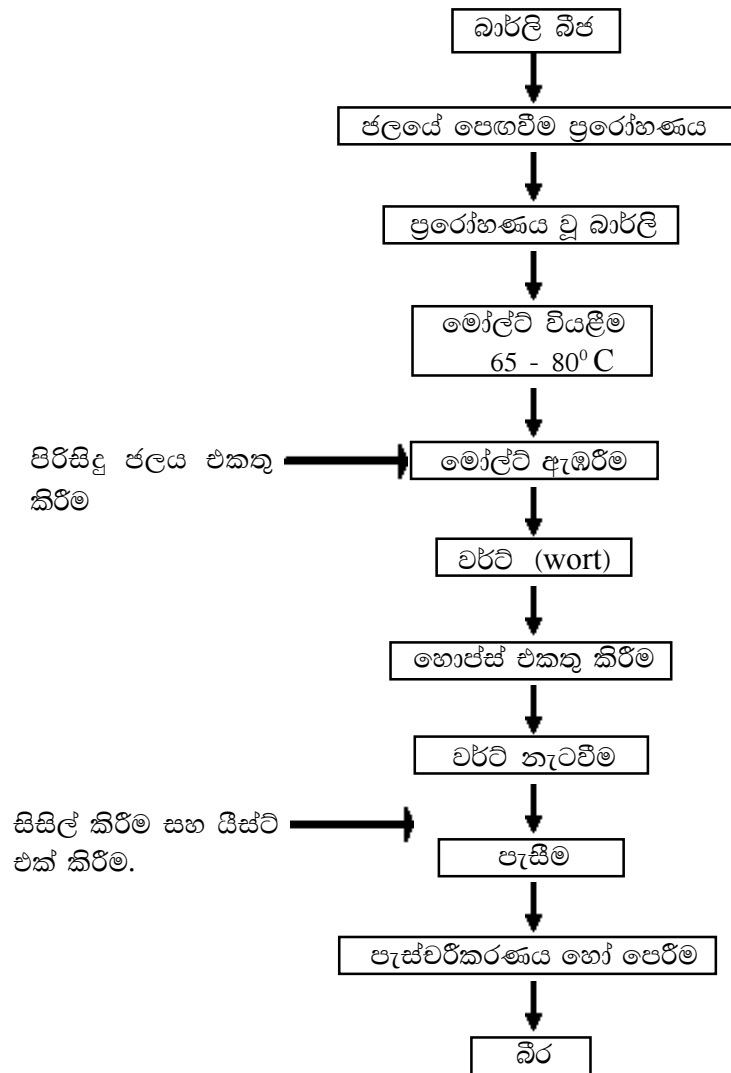 බාර්ලි බීජ
ජලයේ පෙඟවීම ප්‍රරෝහණය
ප්‍රරෝහණය වූ බාර්ලි
මෝල්ට් වියළීම
65 - 80⁰ C
පිරිසිදු ජලය එකතු
කිරීම
මෝල්ට් ඇඹරීම
වර්ට් (wort)
හොප්ස් එකතු කිරීම
වර්ට් නැටවීම
සිසිල් කිරීම සහ යීස්ට්
එක් කිරීම.
පැසීම
පැස්චරීකරණය හෝ පෙරීම
බීර